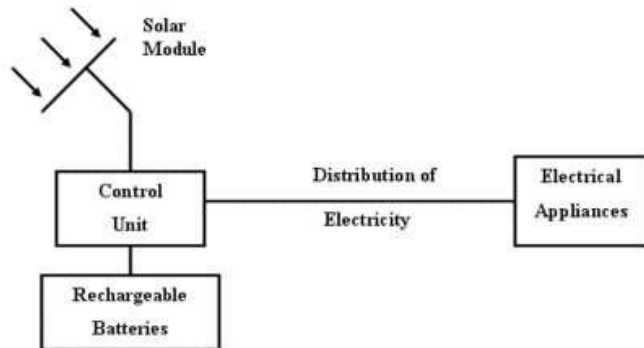 Solar
Module
Control
Unit
Distribution of
Electricity
Electrical
Appliances
Rechargeable
Batteries